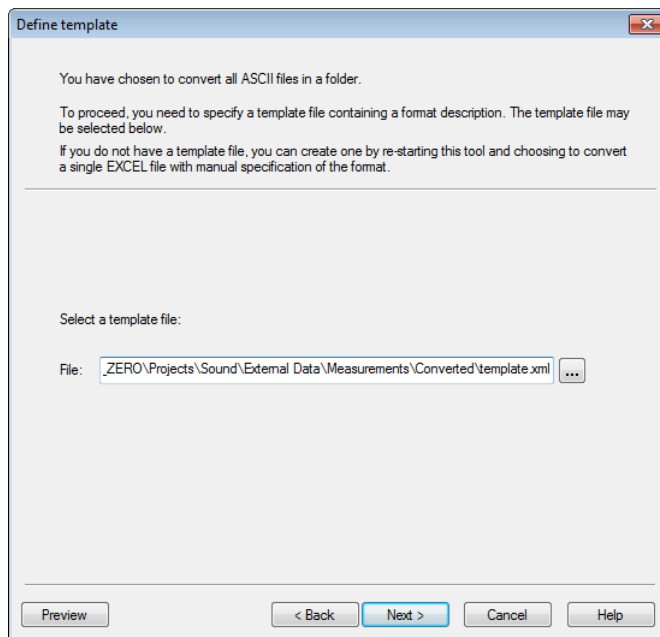 Define template
You have chosen to convert all ASCII files in a folder.
To proceed, you need to specify a template file containing a format description. The template file may
be selected below.
If you do not have a template file, you can create one by re-starting this tool and choosing to convert
a single EXCEL file with manual specification of the format.
Select a template file:
File: _ZERO\Projects\Sound\External Data\Measurements\Converted\template.xml ...
Preview < Back Next > Cancel Help